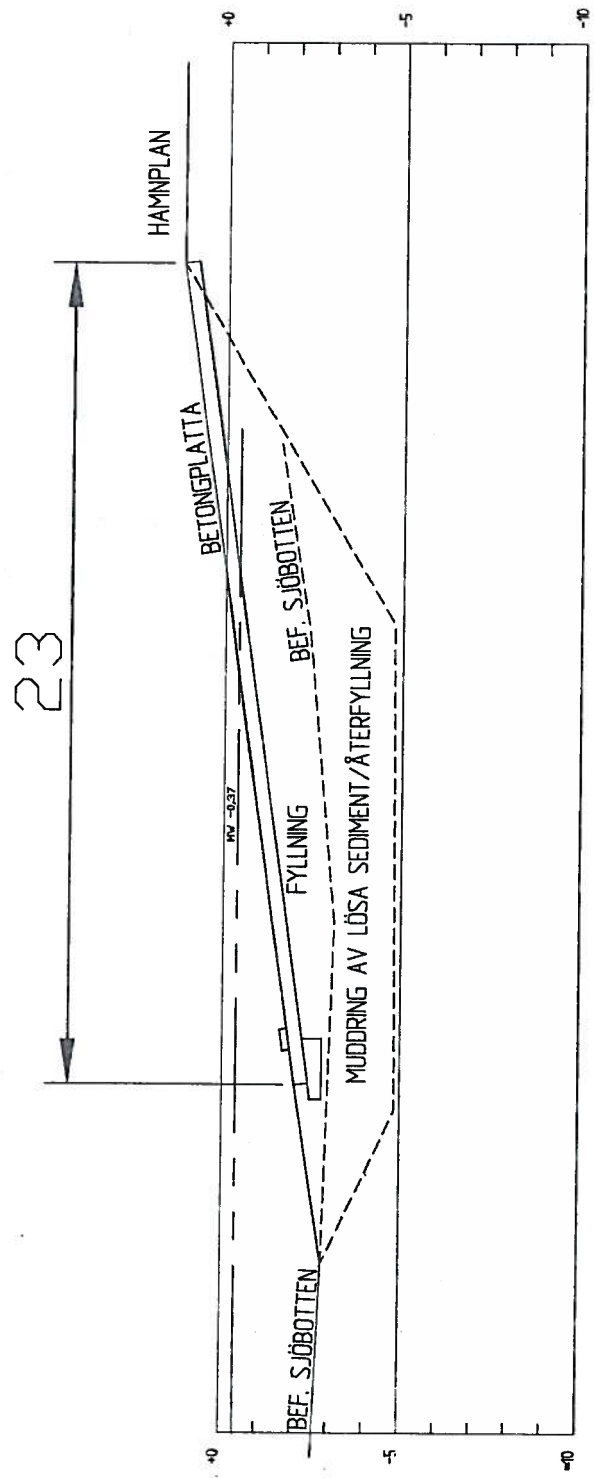 23
HAMNPLAN
BETONGPLATTA
MW -0,37
FYLLNING
BEF. SJÖBOTTEN
MUDDRING AV LÖSA SEDIMENT/ÅTERFYLLNING
BEF. SJÖBOTTEN
+0
-5
-10
+0
-5
-10